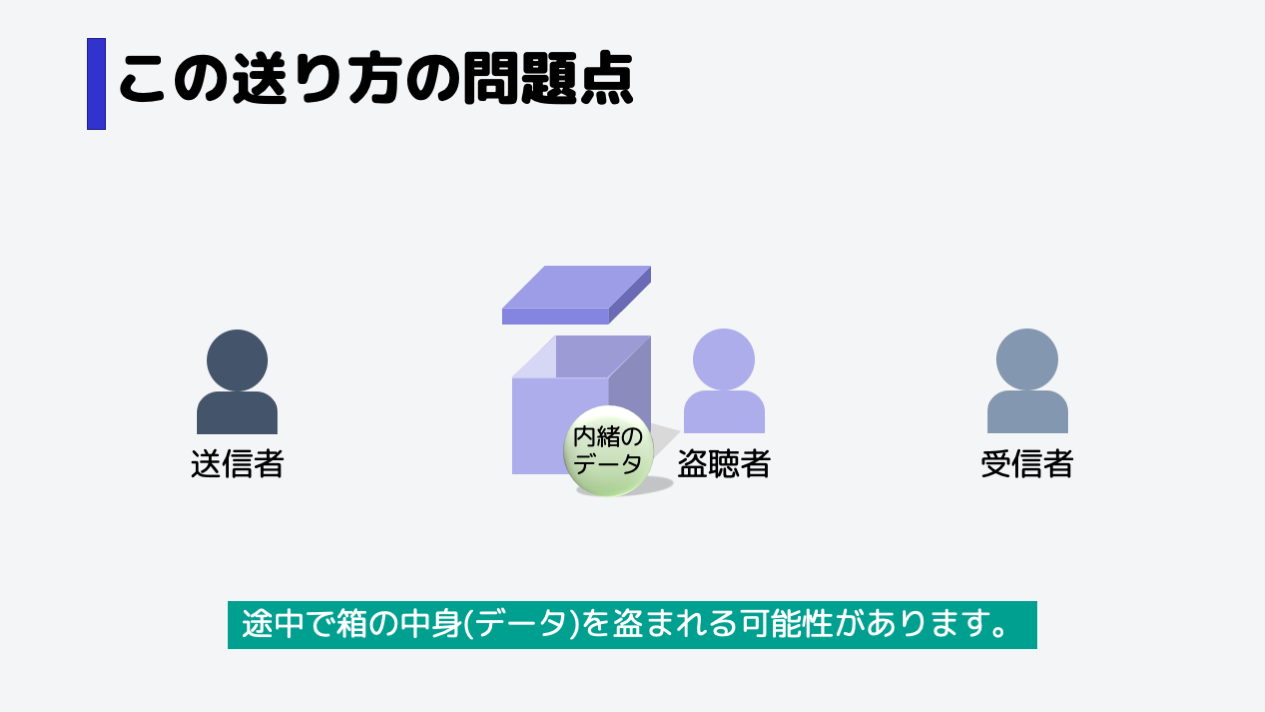 この送り方の問題点
内緒の
データ
送信者
盗聴者
受信者
途中で箱の中身(データ)を盗まれる可能性があります。